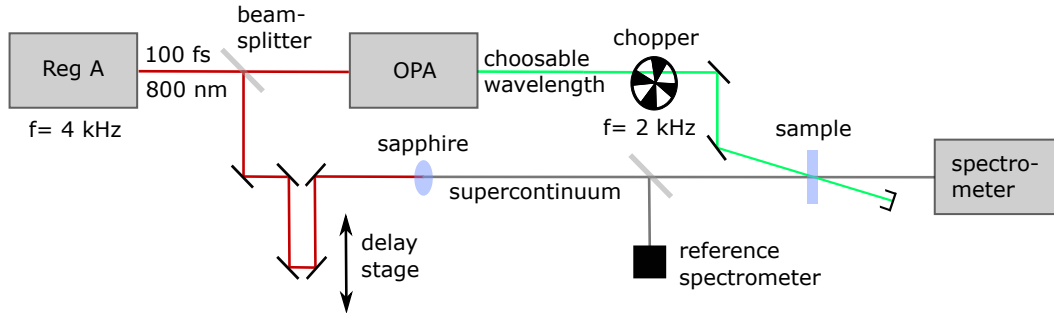 beam-
splitter
Reg A
100 fs
800 nm
f= 4 kHz
OPA
choosable
wavelength
chopper
f= 2 kHz
sapphire
supercontinuum
sample
spectro-
meter
delay
stage
reference
spectrometer